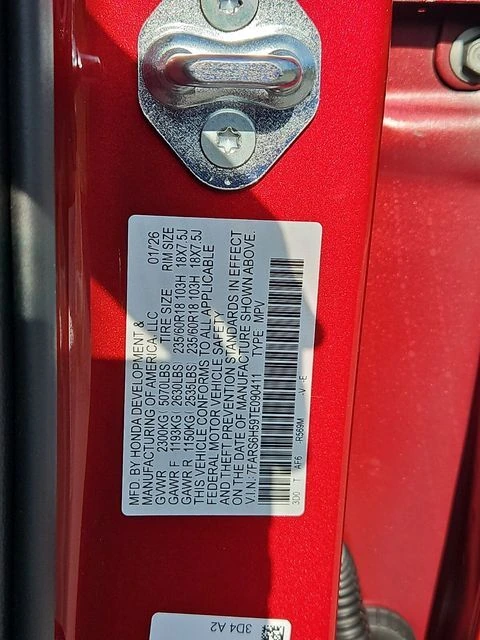 MFD. BY HONDA DEVELOPMENT &
MANUFACTURING OF AMERICA, LLC 01/26
GVWR 2300KG 5070LBS TIRE SIZE RIM SIZE
GAWR F 1193KG 2630LBS 235/60R18 103H 18X7.5J
GAWR R 1150KG 2535LBS 235/60R18 103H 18X7.5J
THIS VEHICLE CONFORMS TO ALL APPLICABLE
FEDERAL MOTOR VEHICLE SAFETY
AND THEFT PREVENTION STANDARDS IN EFFECT
ON THE DATE OF MANUFACTURE SHOWN ABOVE.
V.I.N.: 7FARS6H59TE090411 TYPE: MPV
3D0 T AF6 R569M -V -E
3D4 A2